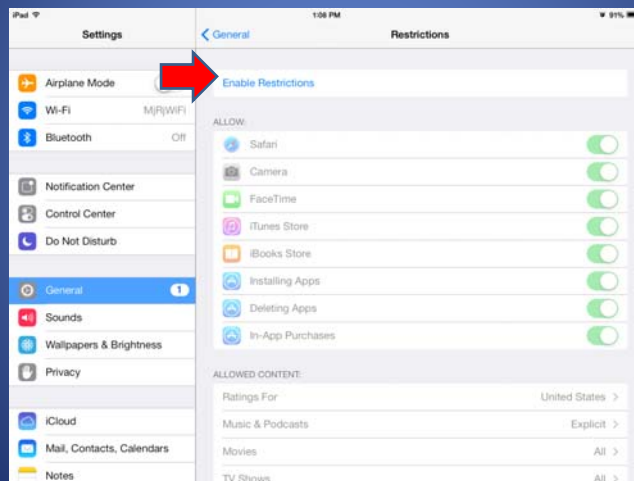 iPad 1:08 PM 91%
Settings
General
Restrictions
Airplane Mode
Wi-Fi
Bluetooth Off
Notification Center
Control Center
Do Not Disturb
General 1
Sounds
Wallpapers & Brightness
Privacy
iCloud
Mail, Contacts, Calendars
Notes
Enable Restrictions
ALLOW:
Safari
Camera
FaceTime
iTunes Store
iBooks Store
Installing Apps
Deleting Apps
In-App Purchases
ALLOWED CONTENT:
Ratings For United States
Music & Podcasts Explicit
Movies All
TV Shows All